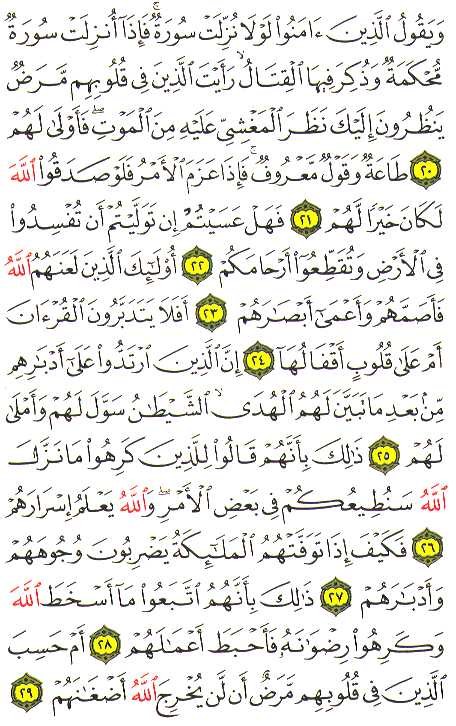 وَيَقُولُ ٱلَّذِينَ ءَامَنُوا۟ لَوْلَا نُزِّلَتْ سُورَةٌ ۖ فَإِذَآ أُنزِلَتْ سُورَةٌ
مُّحْكَمَةٌ وَذُكِرَ فِيهَا ٱلْقِتَالُ ۙ رَأَيْتَ ٱلَّذِينَ فِى قُلُوبِهِم مَّرَضٌ
يَنظُرُونَ إِلَيْكَ نَظَرَ ٱلْمَغْشِىِّ عَلَيْهِ مِنَ ٱلْمَوْتِ ۖ فَأَوْلَىٰ لَهُمْ
٢٠ طَاعَةٌ وَقَوْلٌ مَّعْرُوفٌ ۚ فَإِذَا عَزَمَ ٱلْأَمْرُ فَلَوْ صَدَقُوا۟ ٱللَّهَ
لَكَانَ خَيْرًا لَّهُمْ ٢١ فَهَلْ عَسَيْتُمْ إِن تَوَلَّيْتُمْ أَن تُفْسِدُوا۟
فِى ٱلْأَرْضِ وَتُقَطِّعُوٓا۟ أَرْحَامَكُمْ ٢٢ أُو۟لَـٰٓئِكَ ٱلَّذِينَ لَعَنَهُمُ ٱللَّهُ
فَأَصَمَّهُمْ وَأَعْمَىٰٓ أَبْصَـٰرَهُمْ ٢٣ أَفَلَا يَتَدَبَّرُونَ ٱلْقُرْءَانَ
أَمْ عَلَىٰ قُلُوبٍ أَقْفَالُهَآ ٢٤ إِنَّ ٱلَّذِينَ ٱرْتَدُّوا۟ عَلَىٰٓ أَدْبَـٰرِهِم
مِّنۢ بَعْدِ مَا تَبَيَّنَ لَهُمُ ٱلْهُدَى ۙ ٱلشَّيْطَـٰنُ سَوَّلَ لَهُمْ وَأَمْلَىٰ
لَهُمْ ٢٥ ذَٰلِكَ بِأَنَّهُمْ قَالُوا۟ لِلَّذِينَ كَرِهُوا۟ مَا نَزَّلَ
ٱللَّهُ سَنُطِيعُكُمْ فِى بَعْضِ ٱلْأَمْرِ ۖ وَٱللَّهُ يَعْلَمُ إِسْرَارَهُمْ
٢٦ فَكَيْفَ إِذَا تَوَفَّتْهُمُ ٱلْمَلَـٰٓئِكَةُ يَضْرِبُونَ وُجُوهَهُمْ
وَأَدْبَـٰرَهُمْ ٢٧ ذَٰلِكَ بِأَنَّهُمُ ٱتَّبَعُوا۟ مَآ أَسْخَطَ ٱللَّهَ
وَكَرِهُوا۟ رِضْوَٰنَهُۥ فَأَحْبَطَ أَعْمَـٰلَهُمْ ٢٨ أَمْ حَسِبَ
ٱلَّذِينَ فِى قُلُوبِهِم مَّرَضٌ أَن لَّن يُخْرِجَ ٱللَّهُ أَضْغَـٰنَهُمْ ٢٩